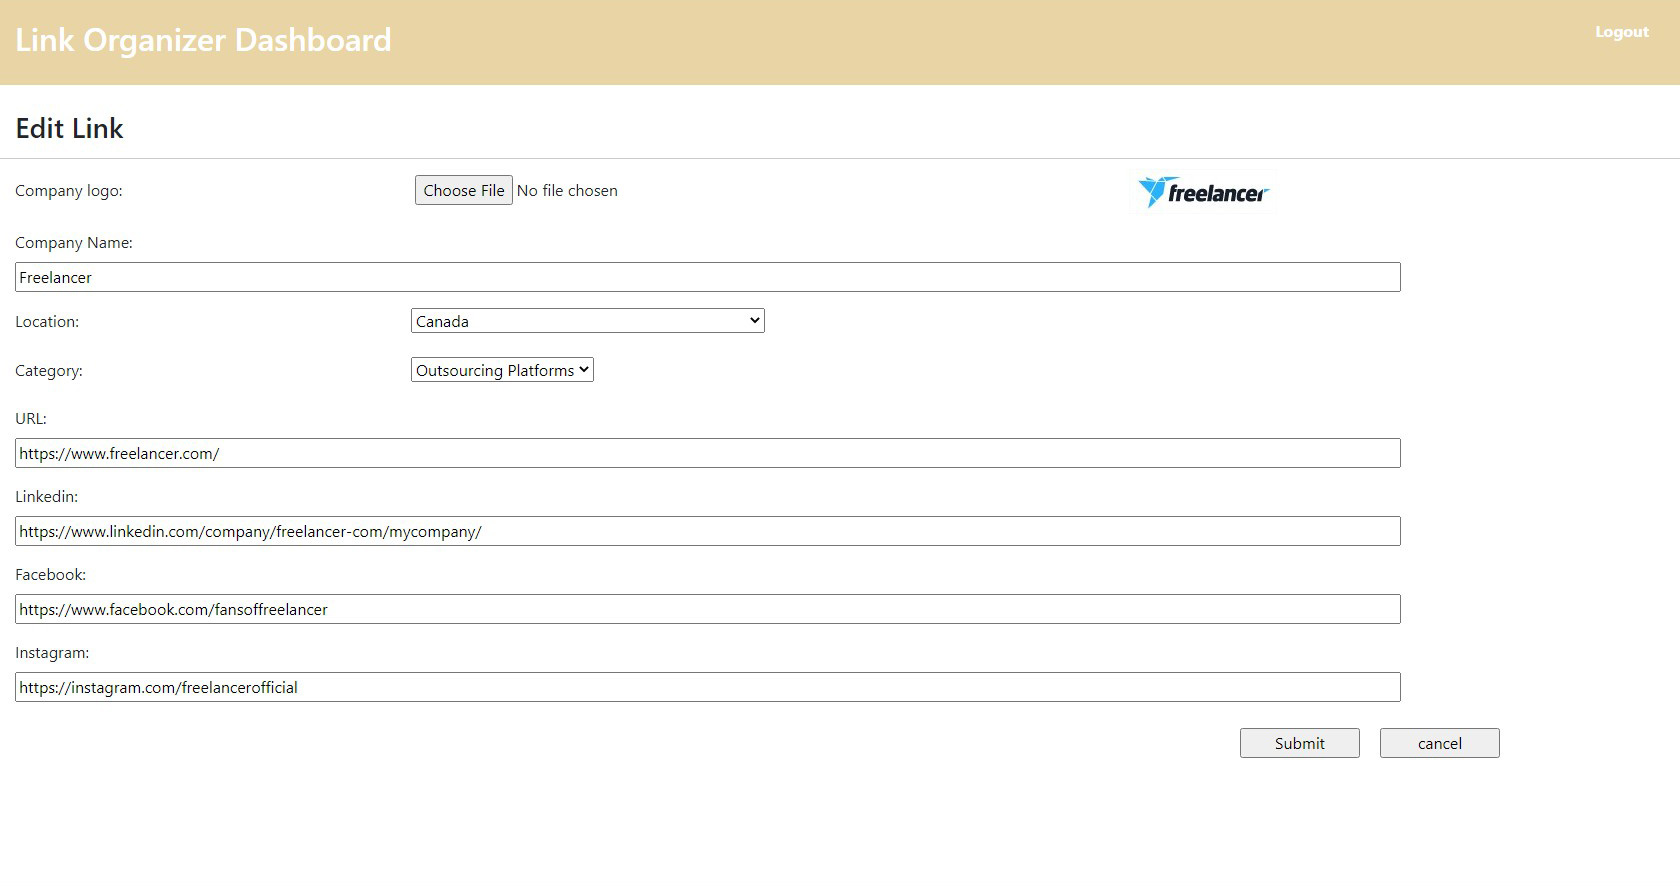 Link Organizer Dashboard
Logout
Edit Link
Company logo:
Choose File No file chosen
freelancer
Company Name:
Freelancer
Location:
Canada
Category:
Outsourcing Platforms
URL:
https://www.freelancer.com/
Linkedin:
https://www.linkedin.com/company/freelancer-com/mycompany/
Facebook:
https://www.facebook.com/fansoffreelancer
Instagram:
https://instagram.com/freelancerofficial
Submit
cancel